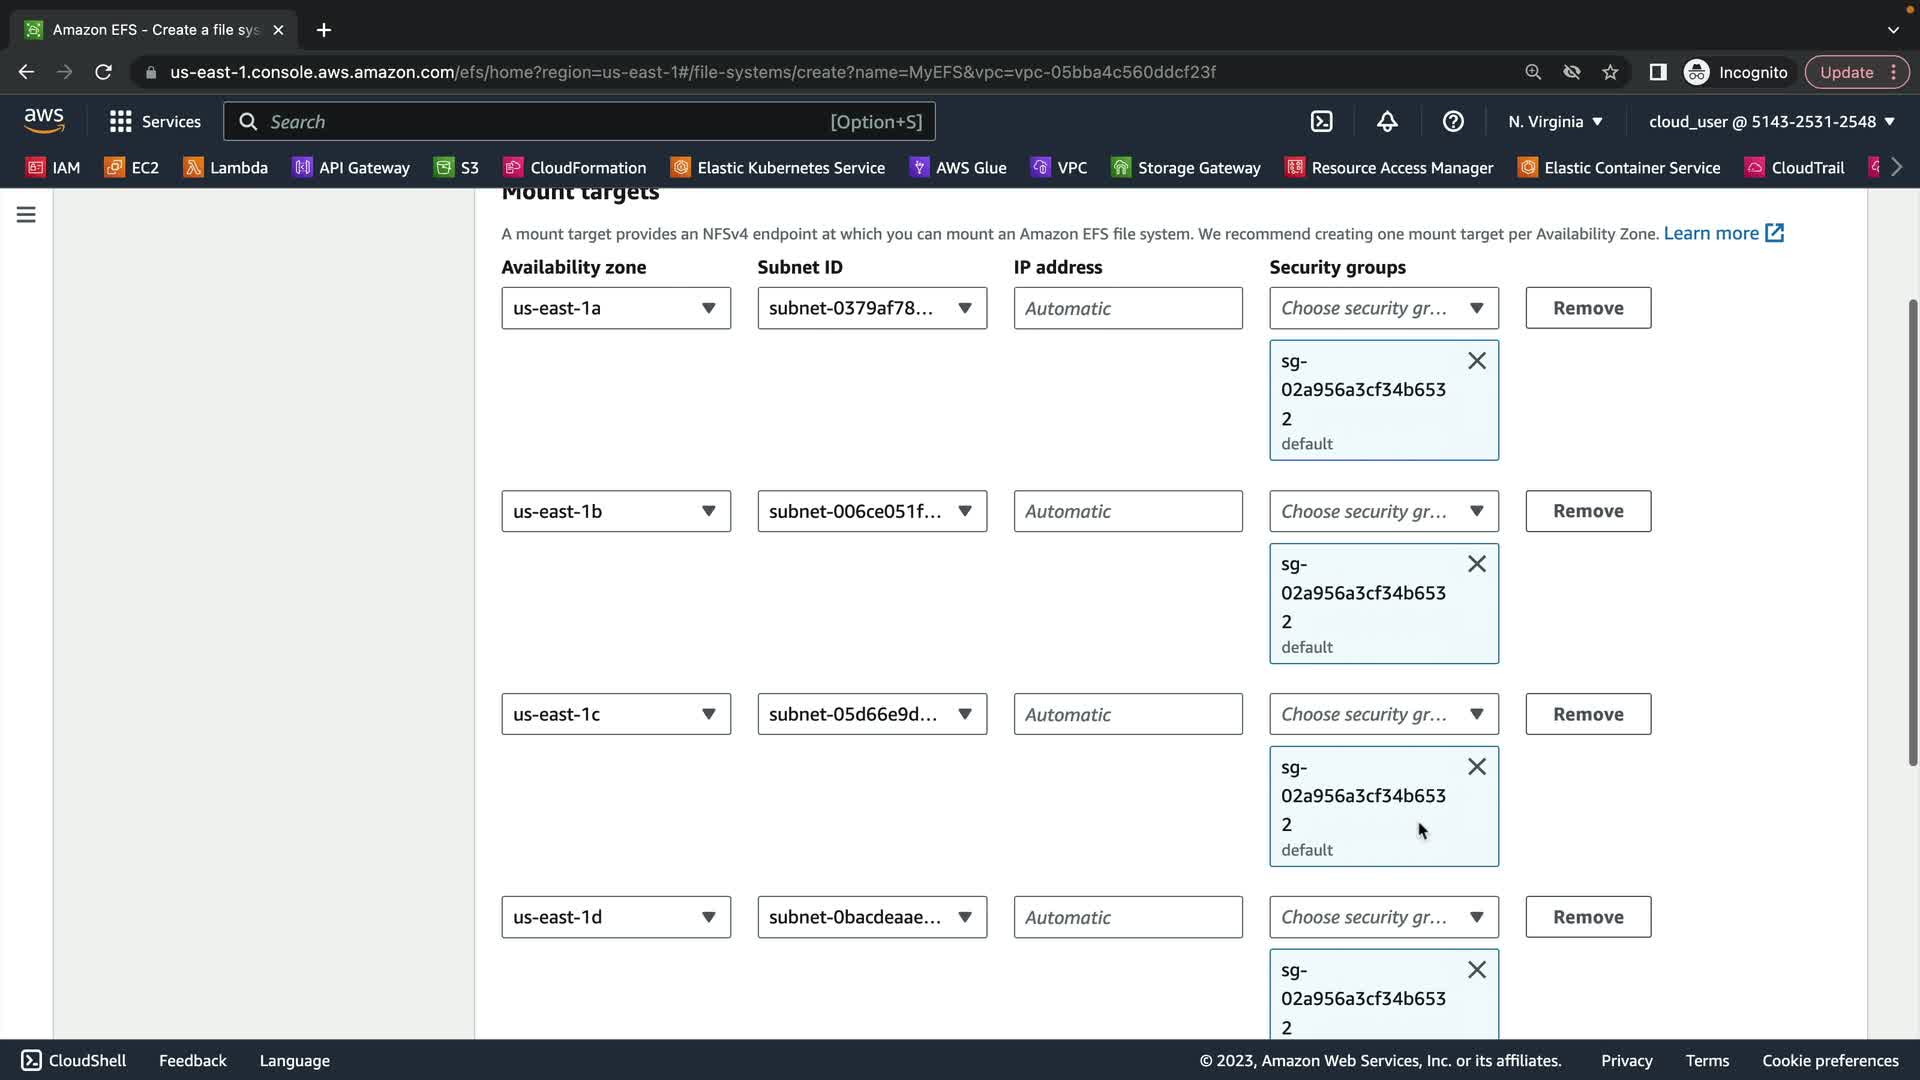 Amazon EFS - Create a file sys
us-east-1.console.aws.amazon.com/efs/home?region=us-east-1#/file-systems/create?name=MyEFS&vpc=vpc-05bba4c560ddcf23f
Incognito
Update
aws
Services
Search
[Option+S]
N. Virginia
cloud_user @ 5143-2531-2548
IAM
EC2
Lambda
API Gateway
S3
CloudFormation
Elastic Kubernetes Service
AWS Glue
VPC
Storage Gateway
Resource Access Manager
Elastic Container Service
CloudTrail
Mount targets
A mount target provides an NFSv4 endpoint at which you can mount an Amazon EFS file system. We recommend creating one mount target per Availability Zone. Learn more
Availability zone
Subnet ID
IP address
Security groups
us-east-1a
subnet-0379af78...
Automatic
Choose security gr...
Remove
sg-
02a956a3cf34b653
2
default
us-east-1b
subnet-006ce051f...
Automatic
Choose security gr...
Remove
sg-
02a956a3cf34b653
2
default
us-east-1c
subnet-05d66e9d...
Automatic
Choose security gr...
Remove
sg-
02a956a3cf34b653
2
default
us-east-1d
subnet-0bacdeaae...
Automatic
Choose security gr...
Remove
sg-
02a956a3cf34b653
2
CloudShell
Feedback
Language
© 2023, Amazon Web Services, Inc. or its affiliates.
Privacy
Terms
Cookie preferences